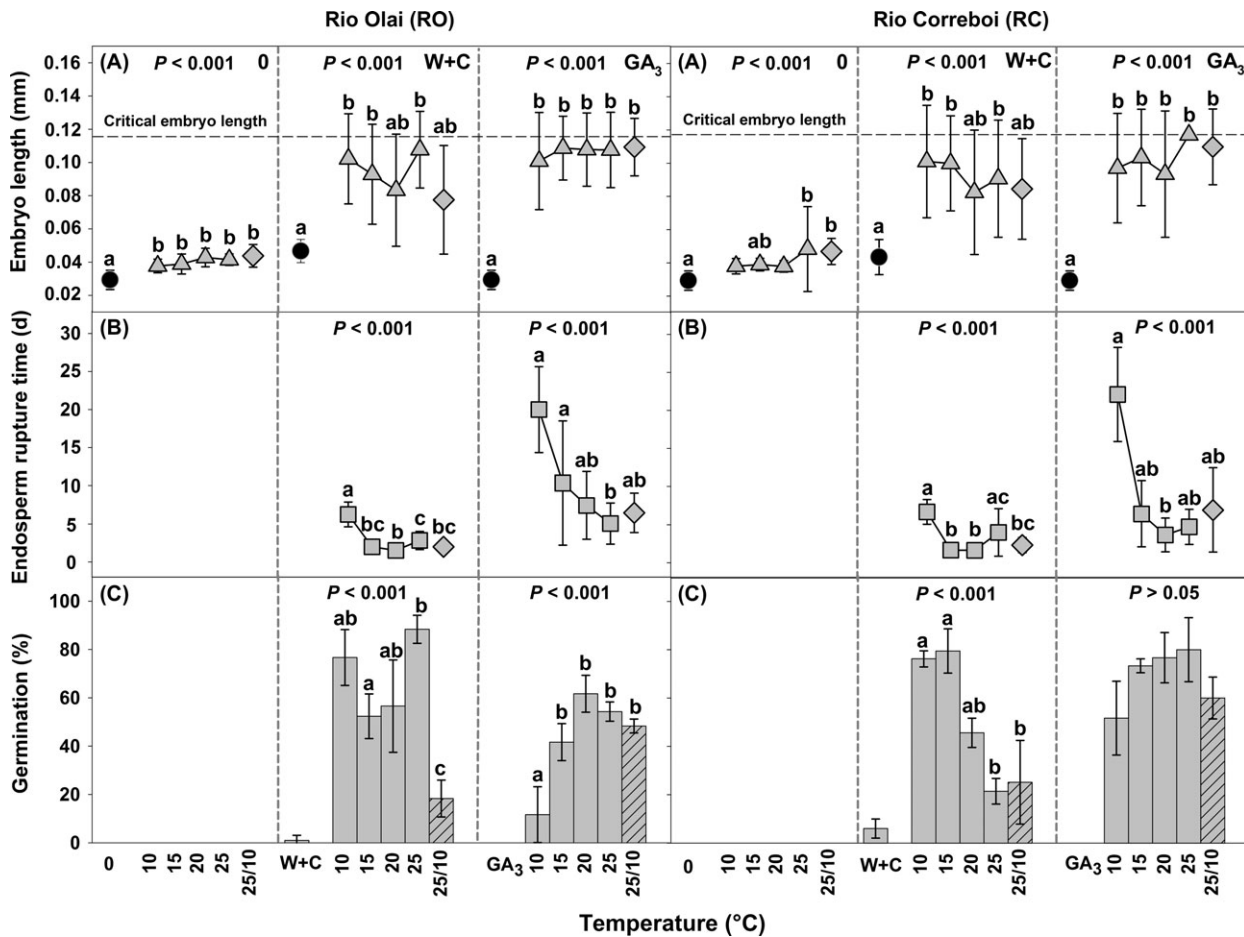 Rio Olai (RO)
Rio Correboi (RC)
(A) P < 0.001 0 P < 0.001 W+C P < 0.001 GA3
(A) P < 0.001 0 P < 0.001 W+C P < 0.001 GA3
Embryo length (mm)
0.16
0.14
0.12
0.10
0.08
0.06
0.04
0.02
Critical embryo length
a b b b b b
a b b ab b ab
a b b b b b
Critical embryo length
a ab b b
a b b ab b ab
a b b b b b
(B) P < 0.001 P < 0.001
(B) P < 0.001 P < 0.001
Endosperm rupture time (d)
30
25
20
15
10
5
0
a bc b c bc
a a ab b ab
a b b ac bc
a ab b ab ab
(C) P < 0.001 P < 0.001
(C) P < 0.001 P > 0.05
Germination (%)
100
80
60
40
20
0
ab a ab b c
a b b b b
a a ab b b
0 10 15 20 25 25/10 W+C 10 15 20 25 25/10 GA3 10 15 20 25 25/10
0 10 15 20 25 25/10 W+C 10 15 20 25 25/10 GA3 10 15 20 25 25/10
Temperature (°C)